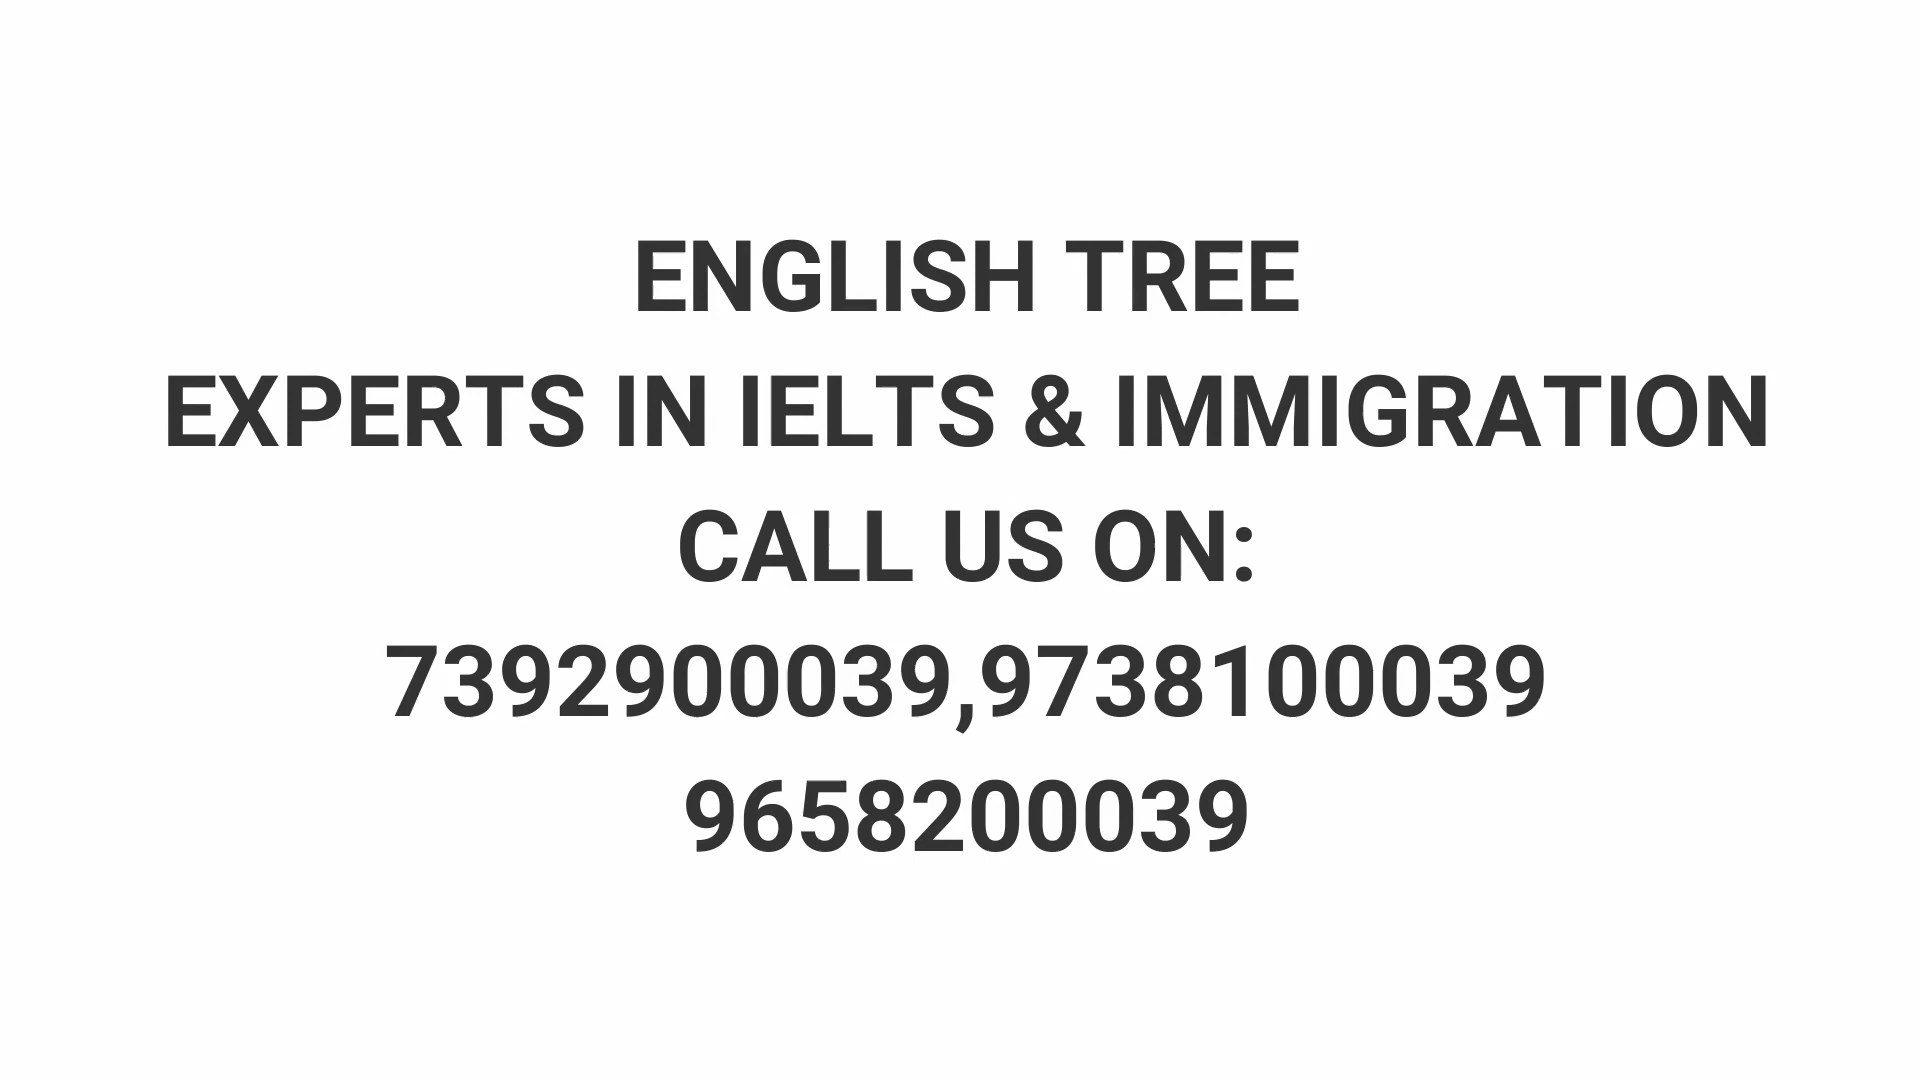 ENGLISH TREE
EXPERTS IN IELTS & IMMIGRATION
CALL US ON:
7392900039,9738100039
9658200039